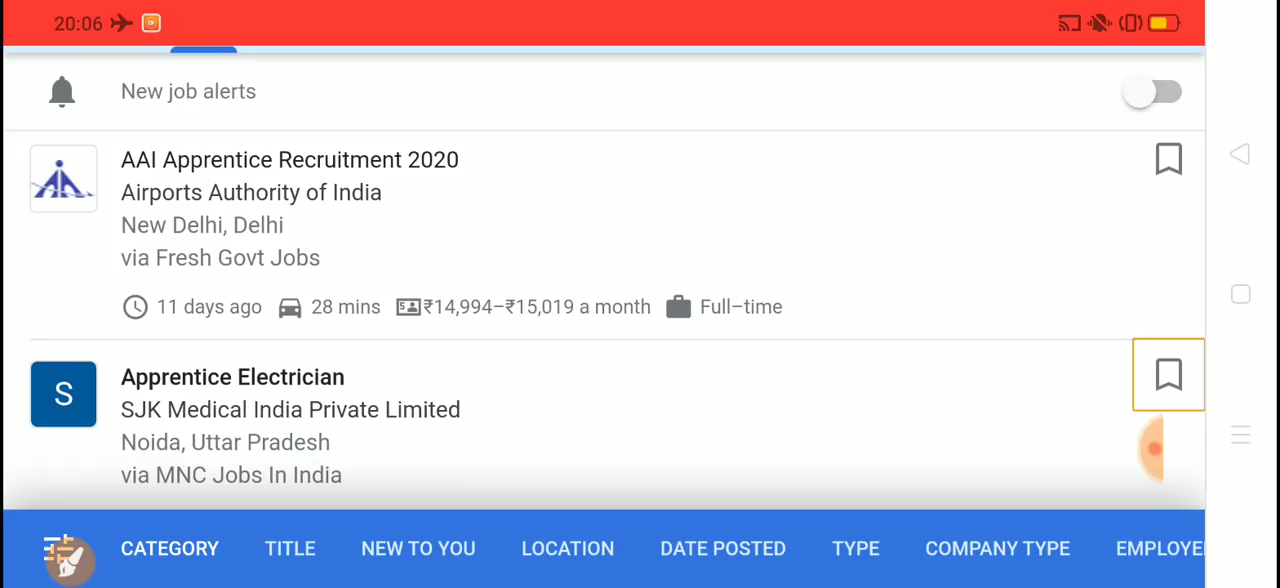 20:06
New job alerts
AAI Apprentice Recruitment 2020
Airports Authority of India
New Delhi, Delhi
via Fresh Govt Jobs
11 days ago 28 mins ₹14,994–₹15,019 a month Full–time
S
Apprentice Electrician
SJK Medical India Private Limited
Noida, Uttar Pradesh
via MNC Jobs In India
CATEGORY TITLE NEW TO YOU LOCATION DATE POSTED TYPE COMPANY TYPE EMPLOYE